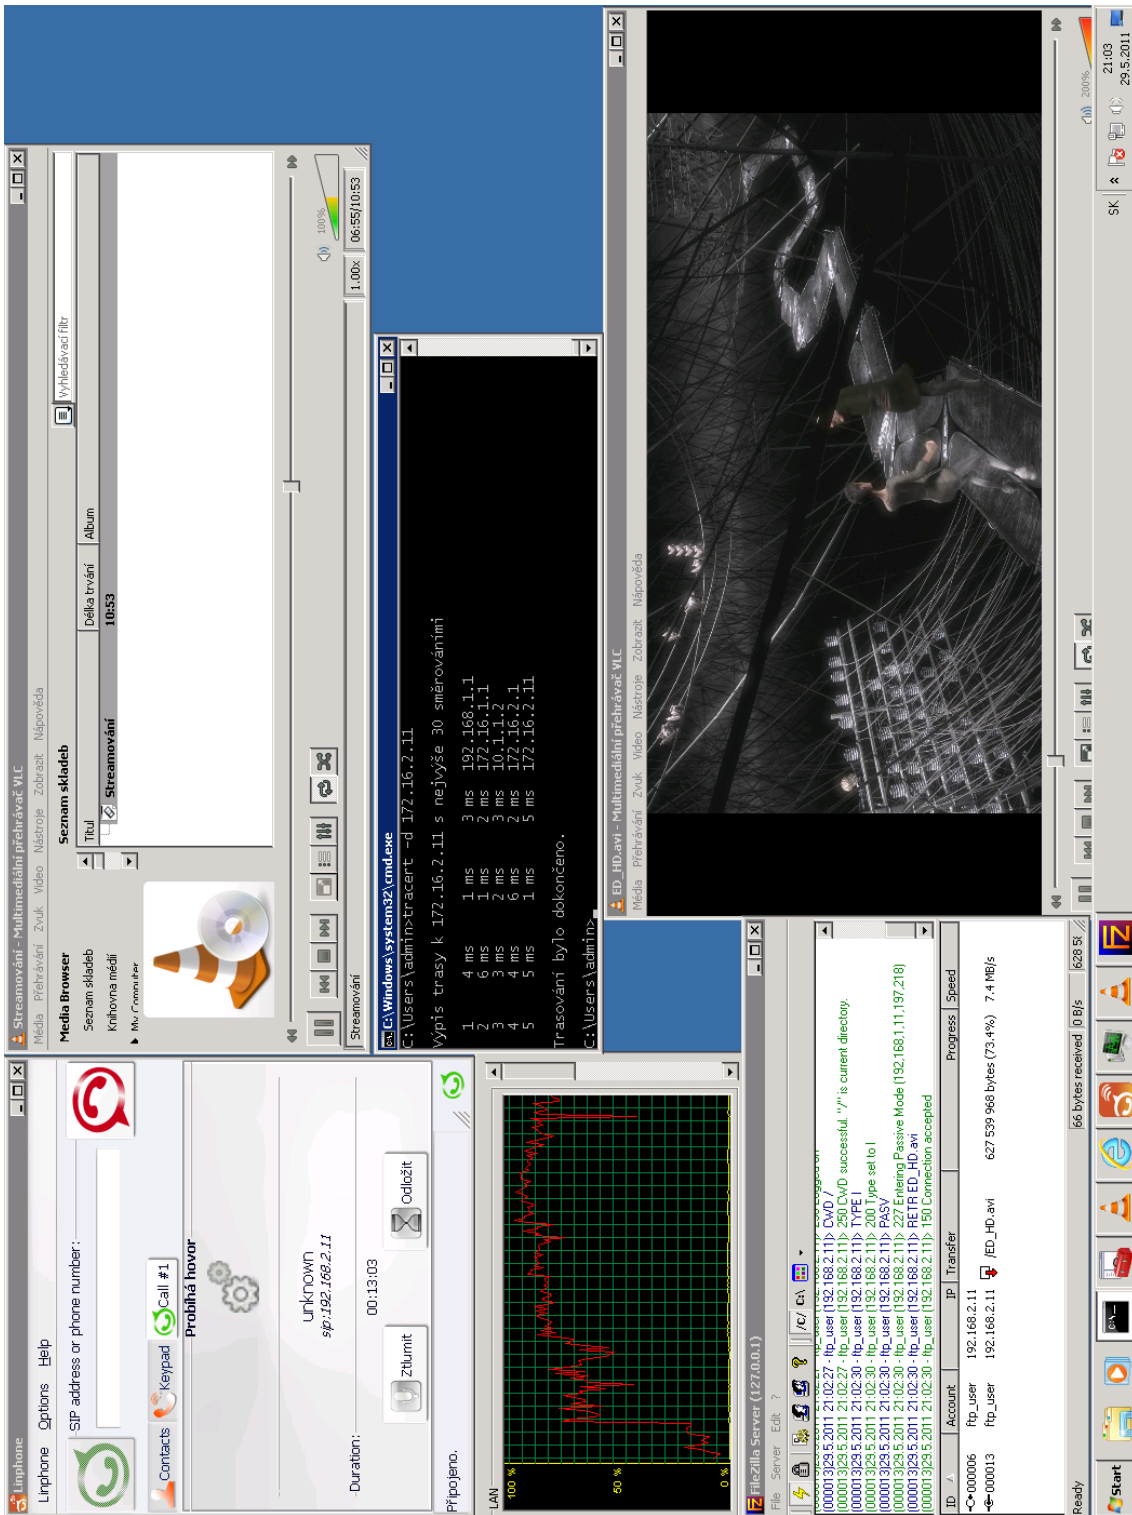 Linphone
Linphone Options Help
SIP address or phone number:
Contacts Keypad Call #1
Probíhá hovor
unknown
sip:192.168.2.11
Duration: 00:13:03
Ztlumit Odložit
Připojeno.
Streamování - Multimediální přehrávač VLC
Média Přehrávání Zvuk Video Nástroje Zobrazit Nápověda
Media Browser
Seznam skladeb
Knihovna médií
My Computer
Seznam skladeb
Vyhledávací filtr
Titul Délka trvání Album
Streamování 10:53
100%
Streamování 1.00x 06:55/10:53
C:\Windows\system32\cmd.exe
C:\Users\admin>tracert -d 172.16.2.11
Výpis trasy k 172.16.2.11 s nejvýše 30 směrováními
1 4 ms 1 ms 3 ms 192.168.1.1
2 6 ms 1 ms 2 ms 172.16.1.1
3 3 ms 2 ms 3 ms 10.1.1.2
4 4 ms 6 ms 2 ms 172.16.2.1
5 5 ms 1 ms 5 ms 172.16.2.11
Trasování bylo dokončeno.
C:\Users\admin>
LAN
100 %
50 %
0 %
FileZilla Server (127.0.0.1)
File Server Edit ?
/C/ C:\
(000013)29.5.2011 21:02:27 - ftp_user (192.168.2.11)> CWD /
(000013)29.5.2011 21:02:27 - ftp_user (192.168.2.11)> 250 CWD successful. "/" is current directory.
(000013)29.5.2011 21:02:30 - ftp_user (192.168.2.11)> TYPE I
(000013)29.5.2011 21:02:30 - ftp_user (192.168.2.11)> 200 Type set to I
(000013)29.5.2011 21:02:30 - ftp_user (192.168.2.11)> PASV
(000013)29.5.2011 21:02:30 - ftp_user (192.168.2.11)> 227 Entering Passive Mode (192,168,1,11,197,218)
(000013)29.5.2011 21:02:30 - ftp_user (192.168.2.11)> RETR ED_HD.avi
(000013)29.5.2011 21:02:30 - ftp_user (192.168.2.11)> 150 Connection accepted
ID Account IP Transfer Progress Speed
000006 ftp_user 192.168.2.11
000013 ftp_user 192.168.2.11 /ED_HD.avi 627 539 968 bytes (73.4%) 7.4 MB/s
Ready 66 bytes received 0 B/s
ED_HD.avi - Multimediální přehrávač VLC
Média Přehrávání Zvuk Video Nástroje Zobrazit Nápověda
200%
Start
SK
21:03
29.5.2011